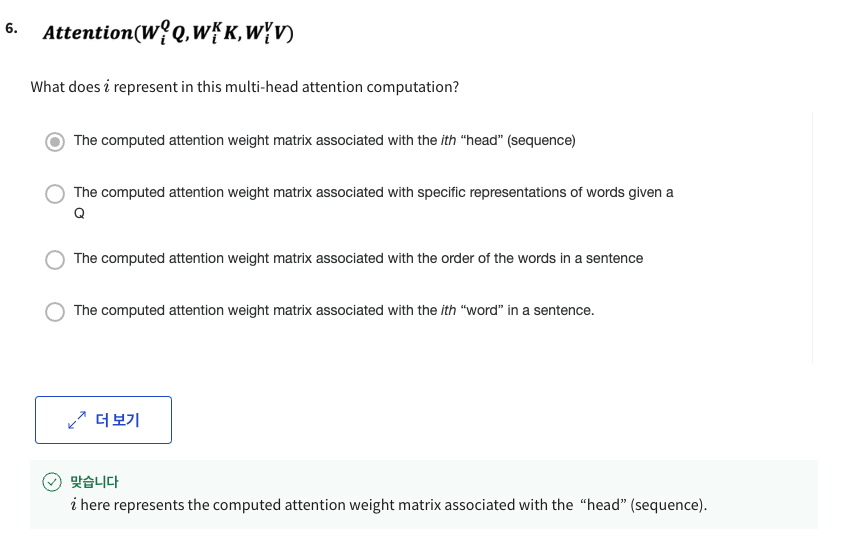 6. Attention(W_i^Q Q, W_i^K K, W_i^V V)
What does i represent in this multi-head attention computation?
The computed attention weight matrix associated with the ith “head” (sequence)
The computed attention weight matrix associated with specific representations of words given a
Q
The computed attention weight matrix associated with the order of the words in a sentence
The computed attention weight matrix associated with the ith “word” in a sentence.
더 보기
맞습니다
i here represents the computed attention weight matrix associated with the “head” (sequence).